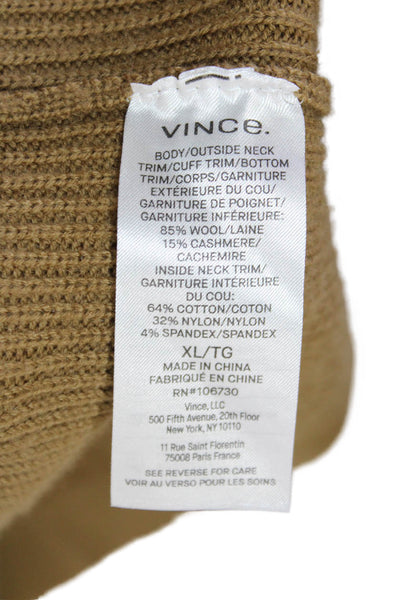 VINCE.
BODY/OUTSIDE NECK
TRIM/CUFF TRIM/BOTTOM
TRIM/CORPS/GARNITURE
EXTÉRIEURE DU COU/
GARNITURE DE POIGNET/
GARNITURE INFÉRIEURE:
85% WOOL/LAINE
15% CASHMERE/
CACHEMIRE
INSIDE NECK TRIM/
GARNITURE INTÉRIEURE
DU COU:
64% COTTON/COTON
32% NYLON/NYLON
4% SPANDEX/SPANDEX
XL/TG
MADE IN CHINA
FABRIQUÉ EN CHINE
RN#106730
Vince, LLC
500 Fifth Avenue, 20th Floor
New York, NY 10110
11 Rue Saint Florentin
75008 Paris France
SEE REVERSE FOR CARE
VOIR AU VERSO POUR LES SOINS